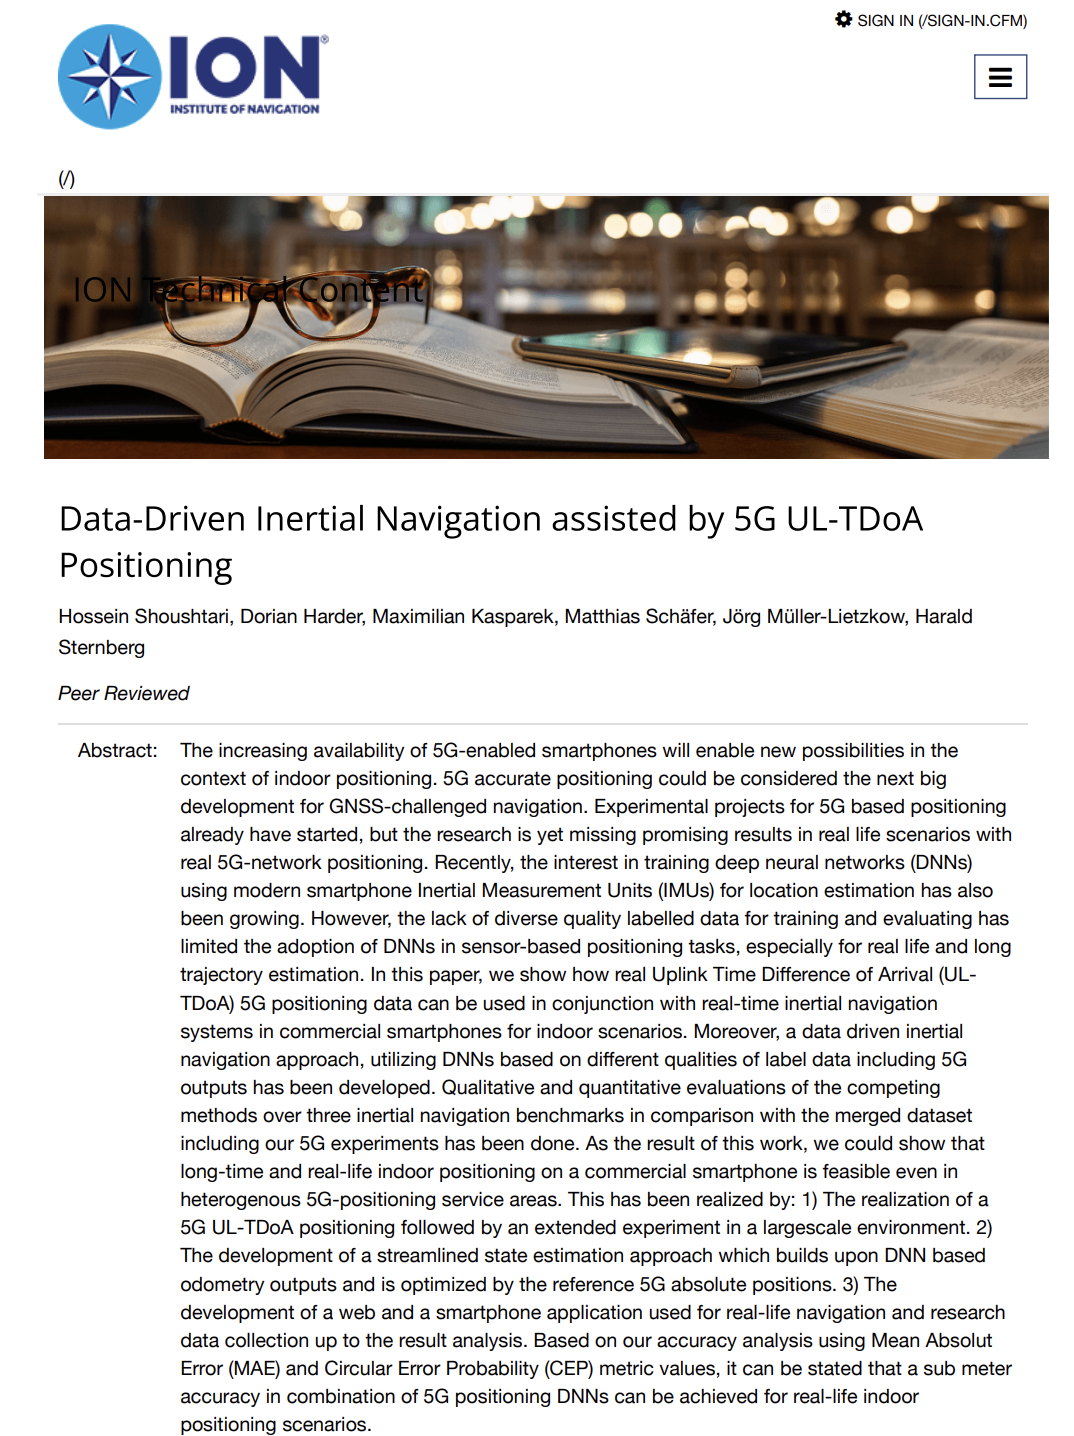 SIGN IN (/SIGN-IN.CFM)
ION®
INSTITUTE OF NAVIGATION
(/)
ION Technical Content
Data-Driven Inertial Navigation assisted by 5G UL-TDoA
Positioning
Hossein Shoushtari, Dorian Harder, Maximilian Kasparek, Matthias Schäfer, Jörg Müller-Lietzkow, Harald
Sternberg
Peer Reviewed
Abstract: The increasing availability of 5G-enabled smartphones will enable new possibilities in the
context of indoor positioning. 5G accurate positioning could be considered the next big
development for GNSS-challenged navigation. Experimental projects for 5G based positioning
already have started, but the research is yet missing promising results in real life scenarios with
real 5G-network positioning. Recently, the interest in training deep neural networks (DNNs)
using modern smartphone Inertial Measurement Units (IMUs) for location estimation has also
been growing. However, the lack of diverse quality labelled data for training and evaluating has
limited the adoption of DNNs in sensor-based positioning tasks, especially for real life and long
trajectory estimation. In this paper, we show how real Uplink Time Difference of Arrival (UL-
TDoA) 5G positioning data can be used in conjunction with real-time inertial navigation
systems in commercial smartphones for indoor scenarios. Moreover, a data driven inertial
navigation approach, utilizing DNNs based on different qualities of label data including 5G
outputs has been developed. Qualitative and quantitative evaluations of the competing
methods over three inertial navigation benchmarks in comparison with the merged dataset
including our 5G experiments has been done. As the result of this work, we could show that
long-time and real-life indoor positioning on a commercial smartphone is feasible even in
heterogenous 5G-positioning service areas. This has been realized by: 1) The realization of a
5G UL-TDoA positioning followed by an extended experiment in a largescale environment. 2)
The development of a streamlined state estimation approach which builds upon DNN based
odometry outputs and is optimized by the reference 5G absolute positions. 3) The
development of a web and a smartphone application used for real-life navigation and research
data collection up to the result analysis. Based on our accuracy analysis using Mean Absolut
Error (MAE) and Circular Error Probability (CEP) metric values, it can be stated that a sub meter
accuracy in combination of 5G positioning DNNs can be achieved for real-life indoor
positioning scenarios.